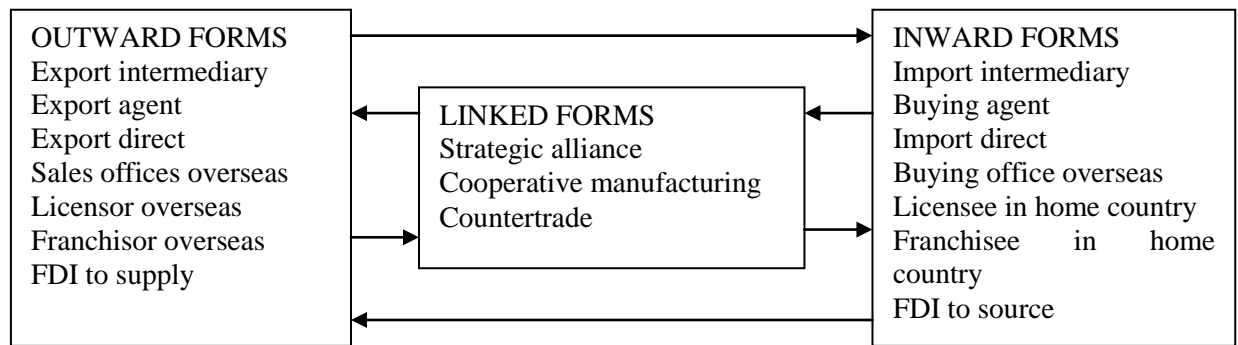 OUTWARD FORMS
Export intermediary
Export agent
Export direct
Sales offices overseas
Licensor overseas
Franchisor overseas
FDI to supply
LINKED FORMS
Strategic alliance
Cooperative manufacturing
Countertrade
INWARD FORMS
Import intermediary
Buying agent
Import direct
Buying office overseas
Licensee in home country
Franchisee in home
country
FDI to source